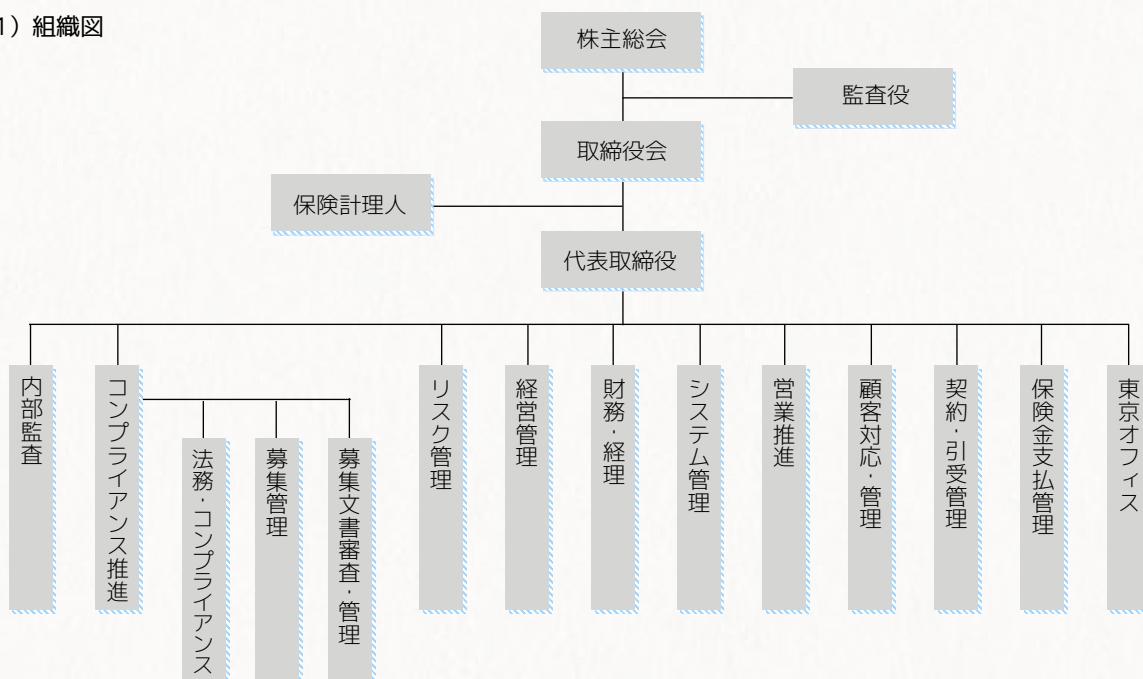 1）組織図
株主総会
監査役
取締役会
保険計理人
代表取締役
内部監査
コンプライアンス推進
法務・コンプライアンス
募集管理
募集文書審査・管理
リスク管理
経営管理
財務・経理
システム管理
営業推進
顧客対応・管理
契約・引受管理
保険金支払管理
東京オフィス